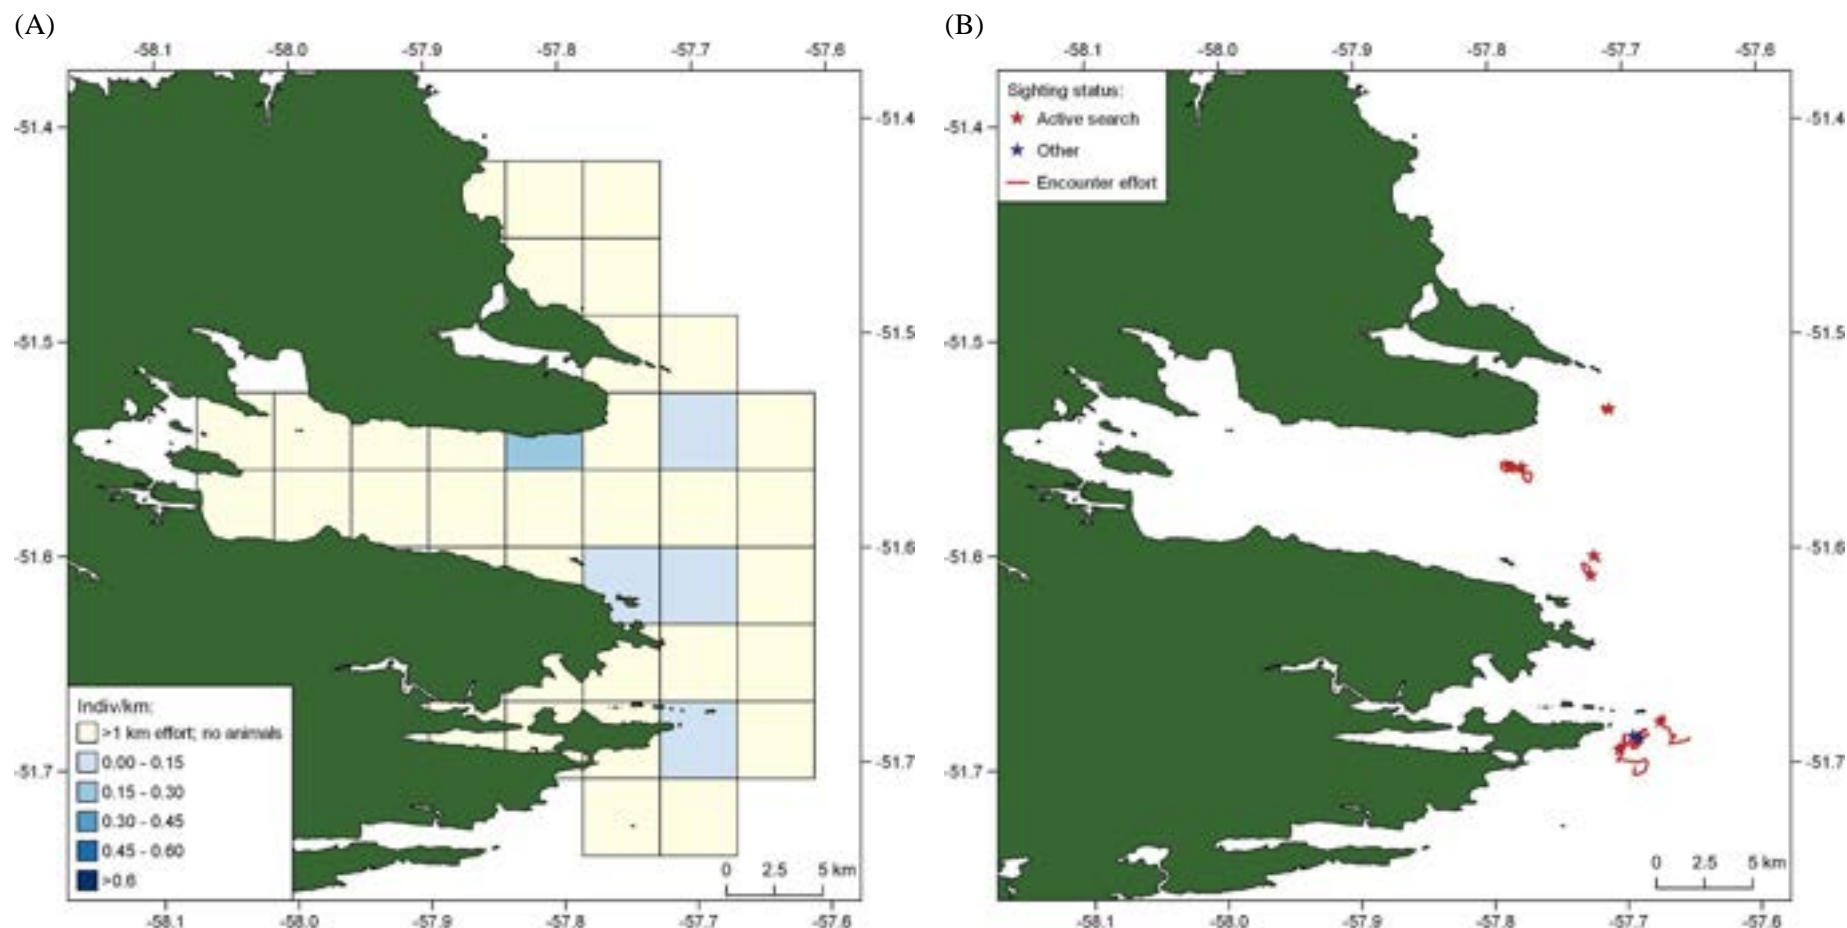 (A)
-58.1 -58.0 -57.9 -57.8 -57.7 -57.6
-51.4 -51.4
-51.5 -51.5
-51.6 -51.6
-51.7 -51.7
Indiv/km:
>1 km effort; no animals
0.00 - 0.15
0.15 - 0.30
0.30 - 0.45
0.45 - 0.60
>0.6
0 2.5 5 km
-58.1 -58.0 -57.9 -57.8 -57.7 -57.6
(B)
-58.1 -58.0 -57.9 -57.8 -57.7 -57.6
Sighting status:
Active search
Other
Encounter effort
-51.4 -51.4
-51.5 -51.5
-51.6 -51.6
-51.7 -51.7
0 2.5 5 km
-58.1 -58.0 -57.9 -57.8 -57.7 -57.6